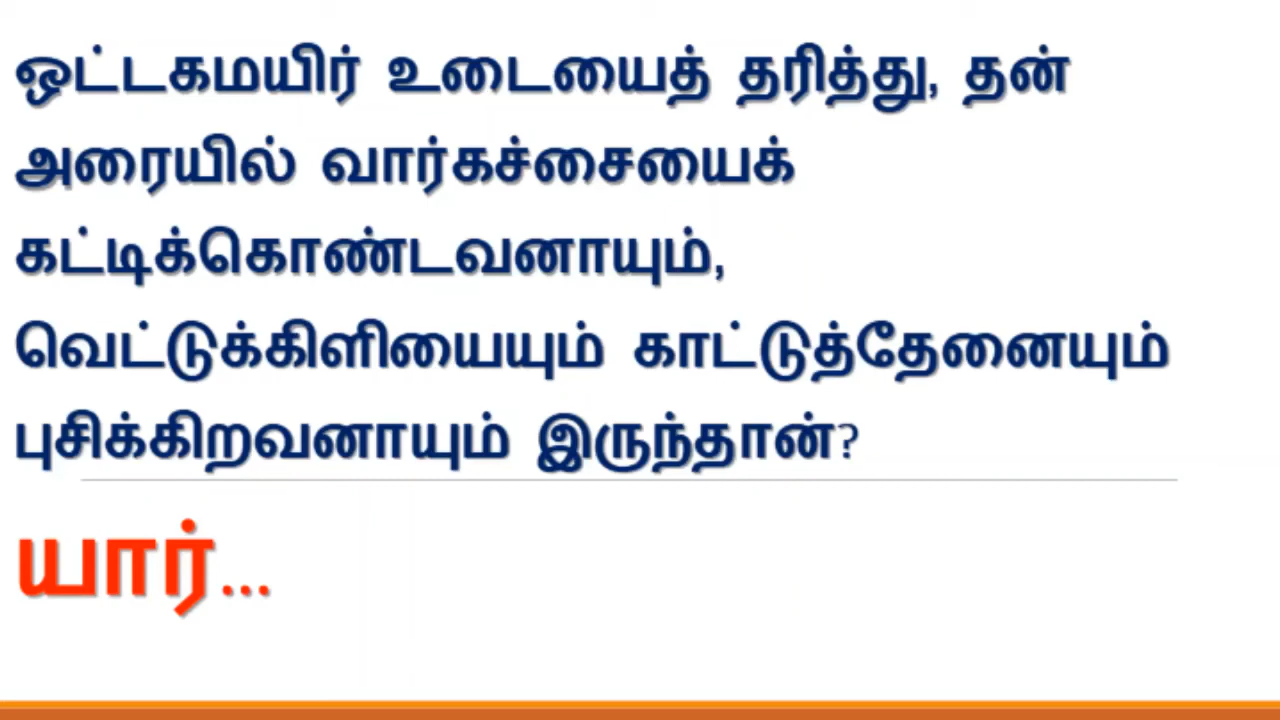 ஒட்டகமயிர் உடையைத் தரித்து, தன்
அரையில் வார்கச்சையைக்
கட்டிக்கொண்டவனாயும்,
வெட்டுக்கிளியையும் காட்டுத்தேனையும்
புசிக்கிறவனாயும் இருந்தான்?
யார்...